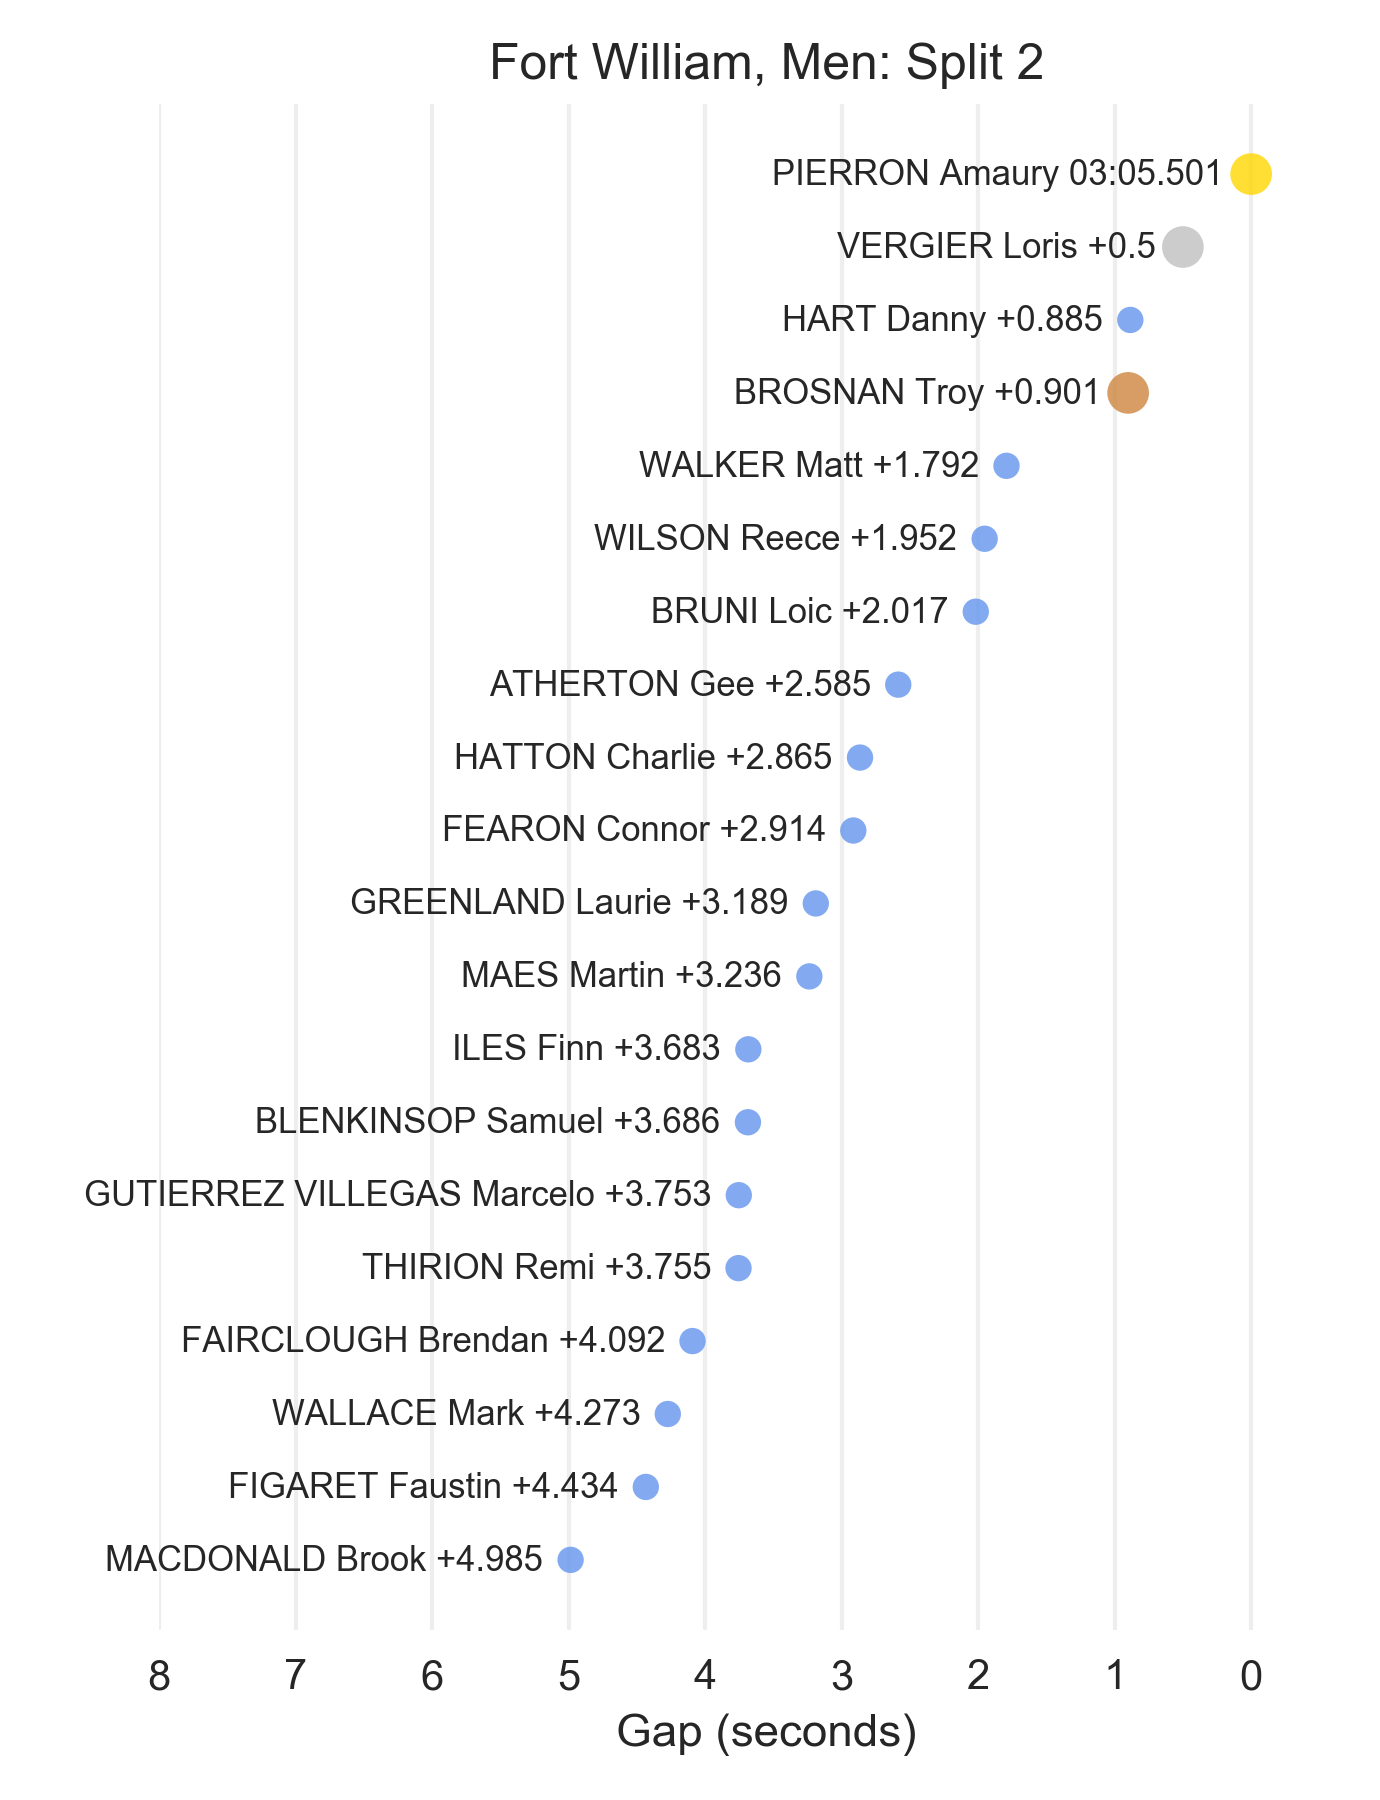 Fort William, Men: Split 2
PIERRON Amaury 03:05.501
VERGIER Loris +0.5
HART Danny +0.885
BROSNAN Troy +0.901
WALKER Matt +1.792
WILSON Reece +1.952
BRUNI Loic +2.017
ATHERTON Gee +2.585
HATTON Charlie +2.865
FEARON Connor +2.914
GREENLAND Laurie +3.189
MAES Martin +3.236
ILES Finn +3.683
BLENKINSOP Samuel +3.686
GUTIERREZ VILLEGAS Marcelo +3.753
THIRION Remi +3.755
FAIRCLOUGH Brendan +4.092
WALLACE Mark +4.273
FIGARET Faustin +4.434
MACDONALD Brook +4.985
8 7 6 5 4 3 2 1 0
Gap (seconds)